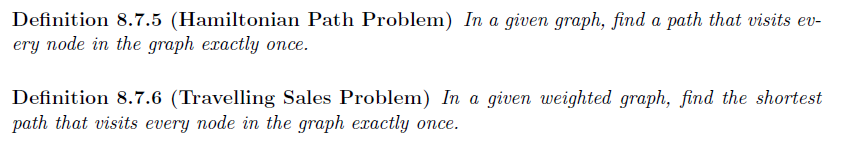 Definition 8.7.5 (Hamiltonian Path Problem) In a given graph, find a path that visits ev-
ery node in the graph exactly once.
Definition 8.7.6 (Travelling Sales Problem) In a given weighted graph, find the shortest
path that visits every node in the graph exactly once.